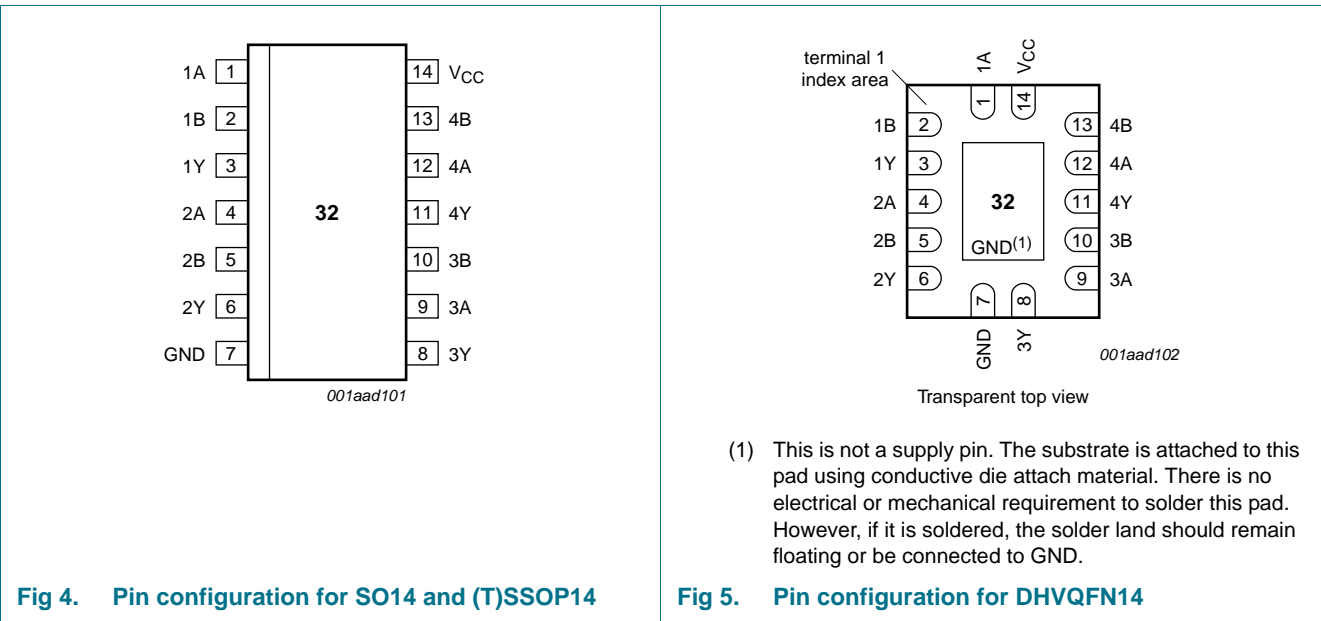 1A 1
1B 2
1Y 3
2A 4
2B 5
2Y 6
GND 7
32
14 VCC
13 4B
12 4A
11 4Y
10 3B
9 3A
8 3Y
001aad101
Fig 4. Pin configuration for SO14 and (T)SSOP14
terminal 1
index area
1A VCC
1 14
1B 2
1Y 3
2A 4
2B 5
2Y 6
32
GND(1)
13 4B
12 4A
11 4Y
10 3B
9 3A
7 8
GND 3Y
001aad102
Transparent top view
(1) This is not a supply pin. The substrate is attached to this
pad using conductive die attach material. There is no
electrical or mechanical requirement to solder this pad.
However, if it is soldered, the solder land should remain
floating or be connected to GND.
Fig 5. Pin configuration for DHVQFN14